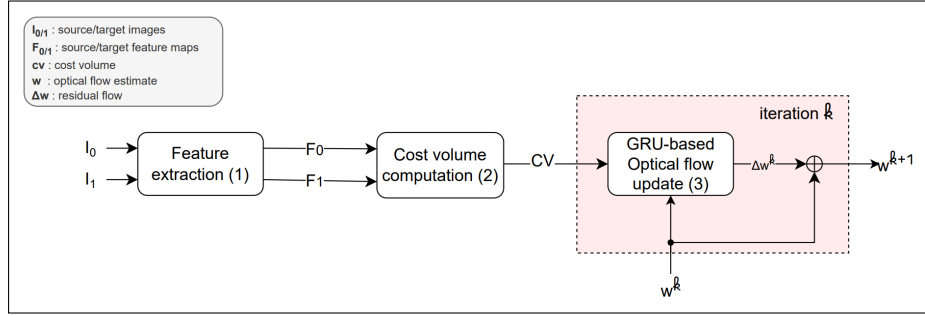 I0/1 : source/target images
F0/1 : source/target feature maps
cv : cost volume
w : optical flow estimate
Δw : residual flow
iteration k
I0
I1
Feature
extraction (1)
F0
F1
Cost volume
computation (2)
CV
GRU-based
Optical flow
update (3)
Δwk
wk+1
wk